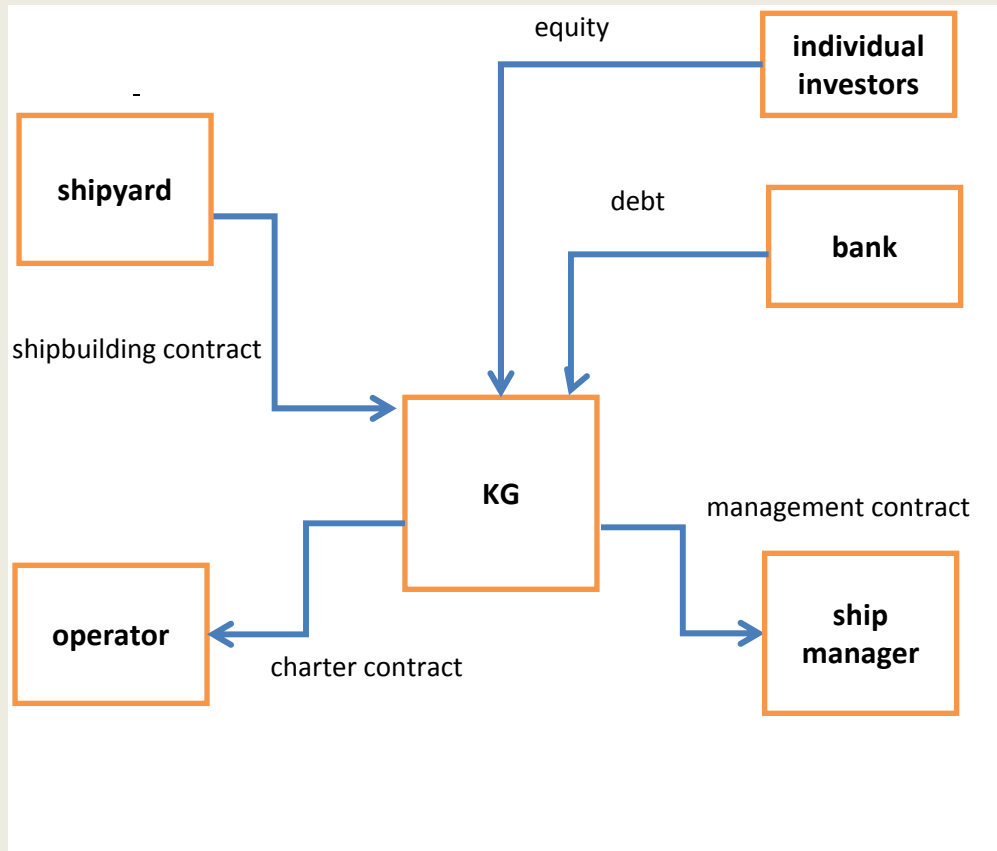 equity
individual
investors
-
shipyard
debt
bank
shipbuilding contract
KG
management contract
operator
ship
manager
charter contract